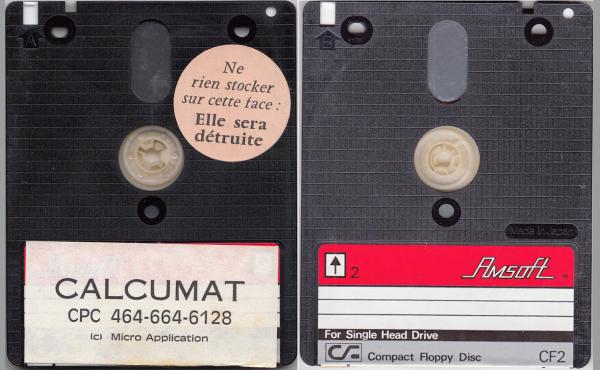 A
Ne
rien stocker
sur cette face :
Elle sera
détruite
CALCUMAT
CPC 464-664-6128
(c) Micro Application
B
Made in Japan
2
Amsoft
For Single Head Drive
CF Compact Floppy Disc CF2